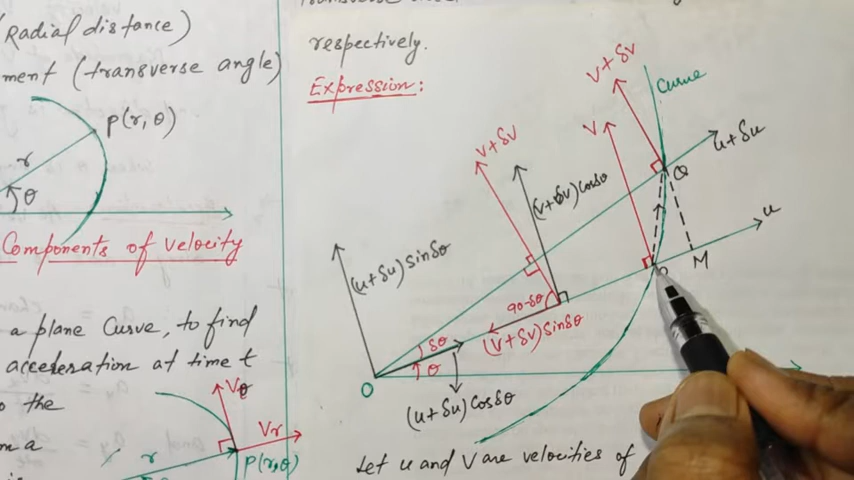 (Radial distance)
ment (transverse angle)
P(r, θ)
r
θ
Components of velocity
a plane Curve, to find
acceleration at time t
the
m a
Vθ
Vr
r
P(r,θ)
respectively.
Expression:
V+δV
Curve
V+δV
V
u+δu
(V+δV)cosθ
Q
(u+δu)sinδθ
u
M
90-δθ
δθ
(V+δV)sinδθ
θ
O
(u+δu)cosδθ
Let u and V are velocities of